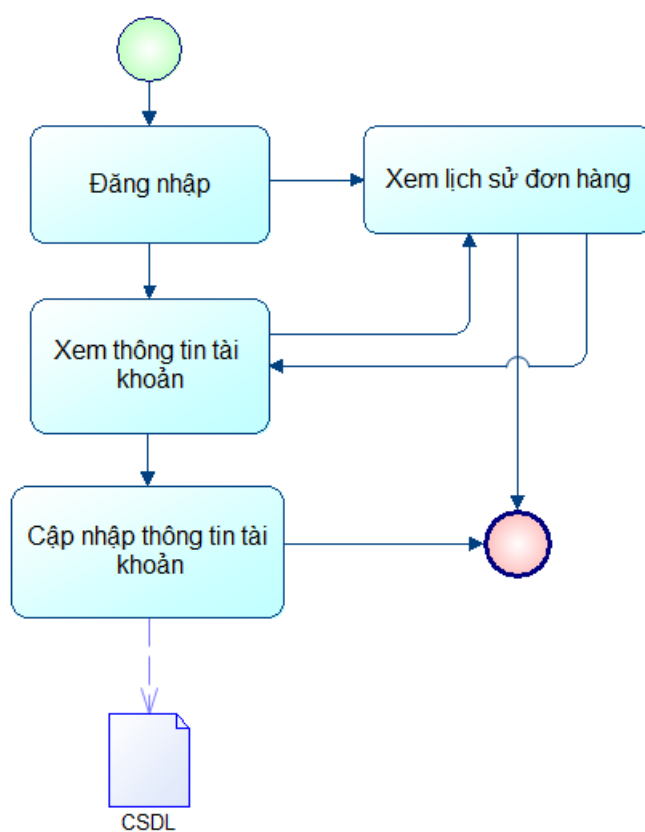 Đăng nhập
Xem lịch sử đơn hàng
Xem thông tin tài
khoản
Cập nhập thông tin tài
khoản
CSDL